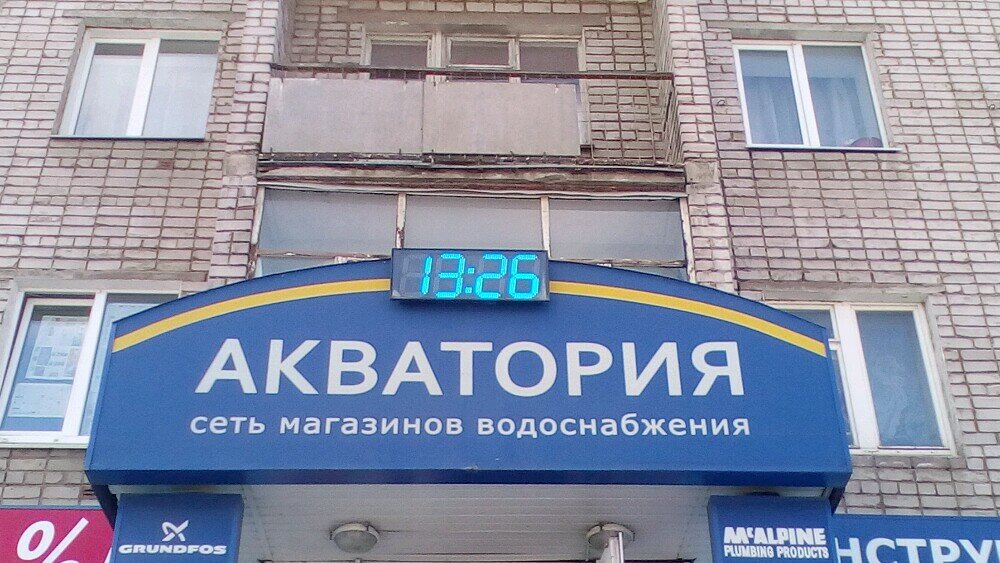 13:26
АКВАТОРИЯ
сеть магазинов водоснабжения
%
GRUNDFOS
McALPINE
PLUMBING PRODUCTS